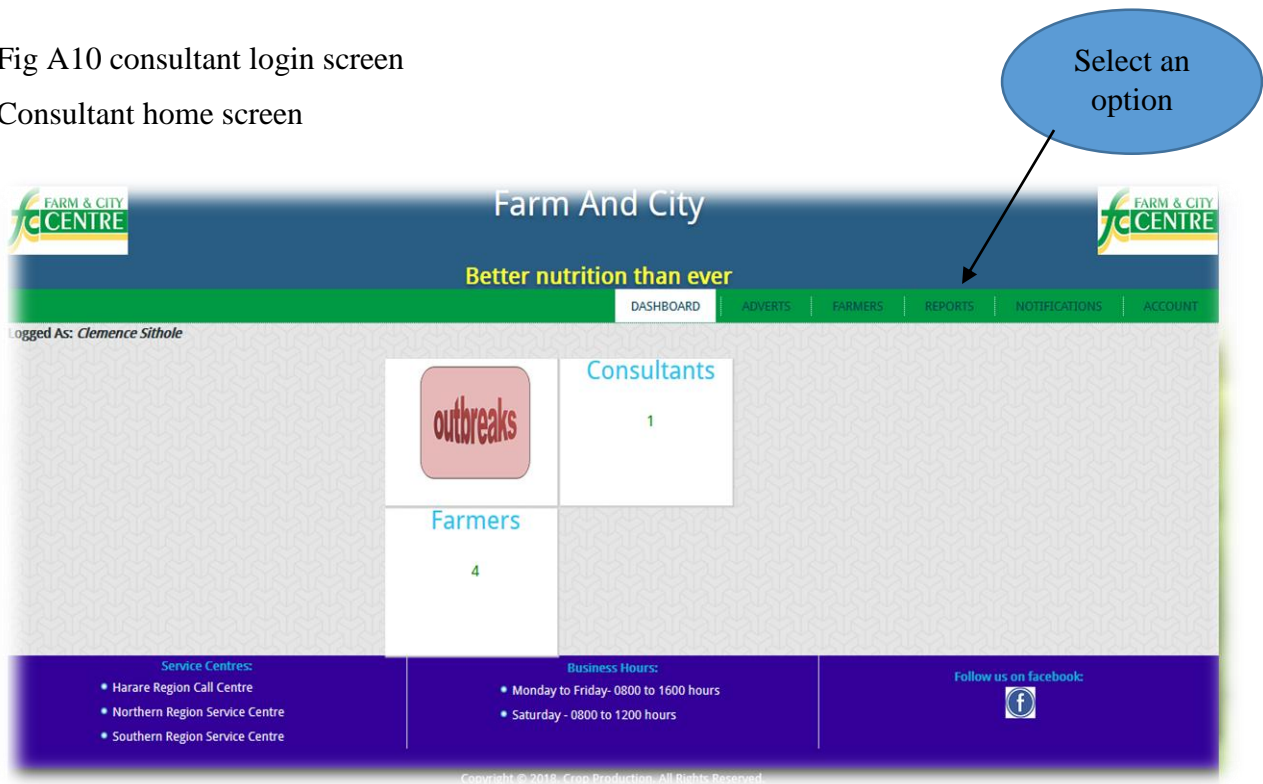 Fig A10 consultant login screen
Consultant home screen
Select an
option
FARM & CITY
CENTRE
Farm And City
FARM & CITY
CENTRE
Better nutrition than ever
DASHBOARD ADVERTS FARMERS REPORTS NOTIFICATIONS ACCOUNT
Logged As: Clemence Sithole
outbreaks
Consultants
1
Farmers
4
Service Centres:
Harare Region Call Centre
Northern Region Service Centre
Southern Region Service Centre
Business Hours:
Monday to Friday- 0800 to 1600 hours
Saturday - 0800 to 1200 hours
Follow us on facebook:
f
Copyright © 2018. Crop Production. All Rights Reserved.